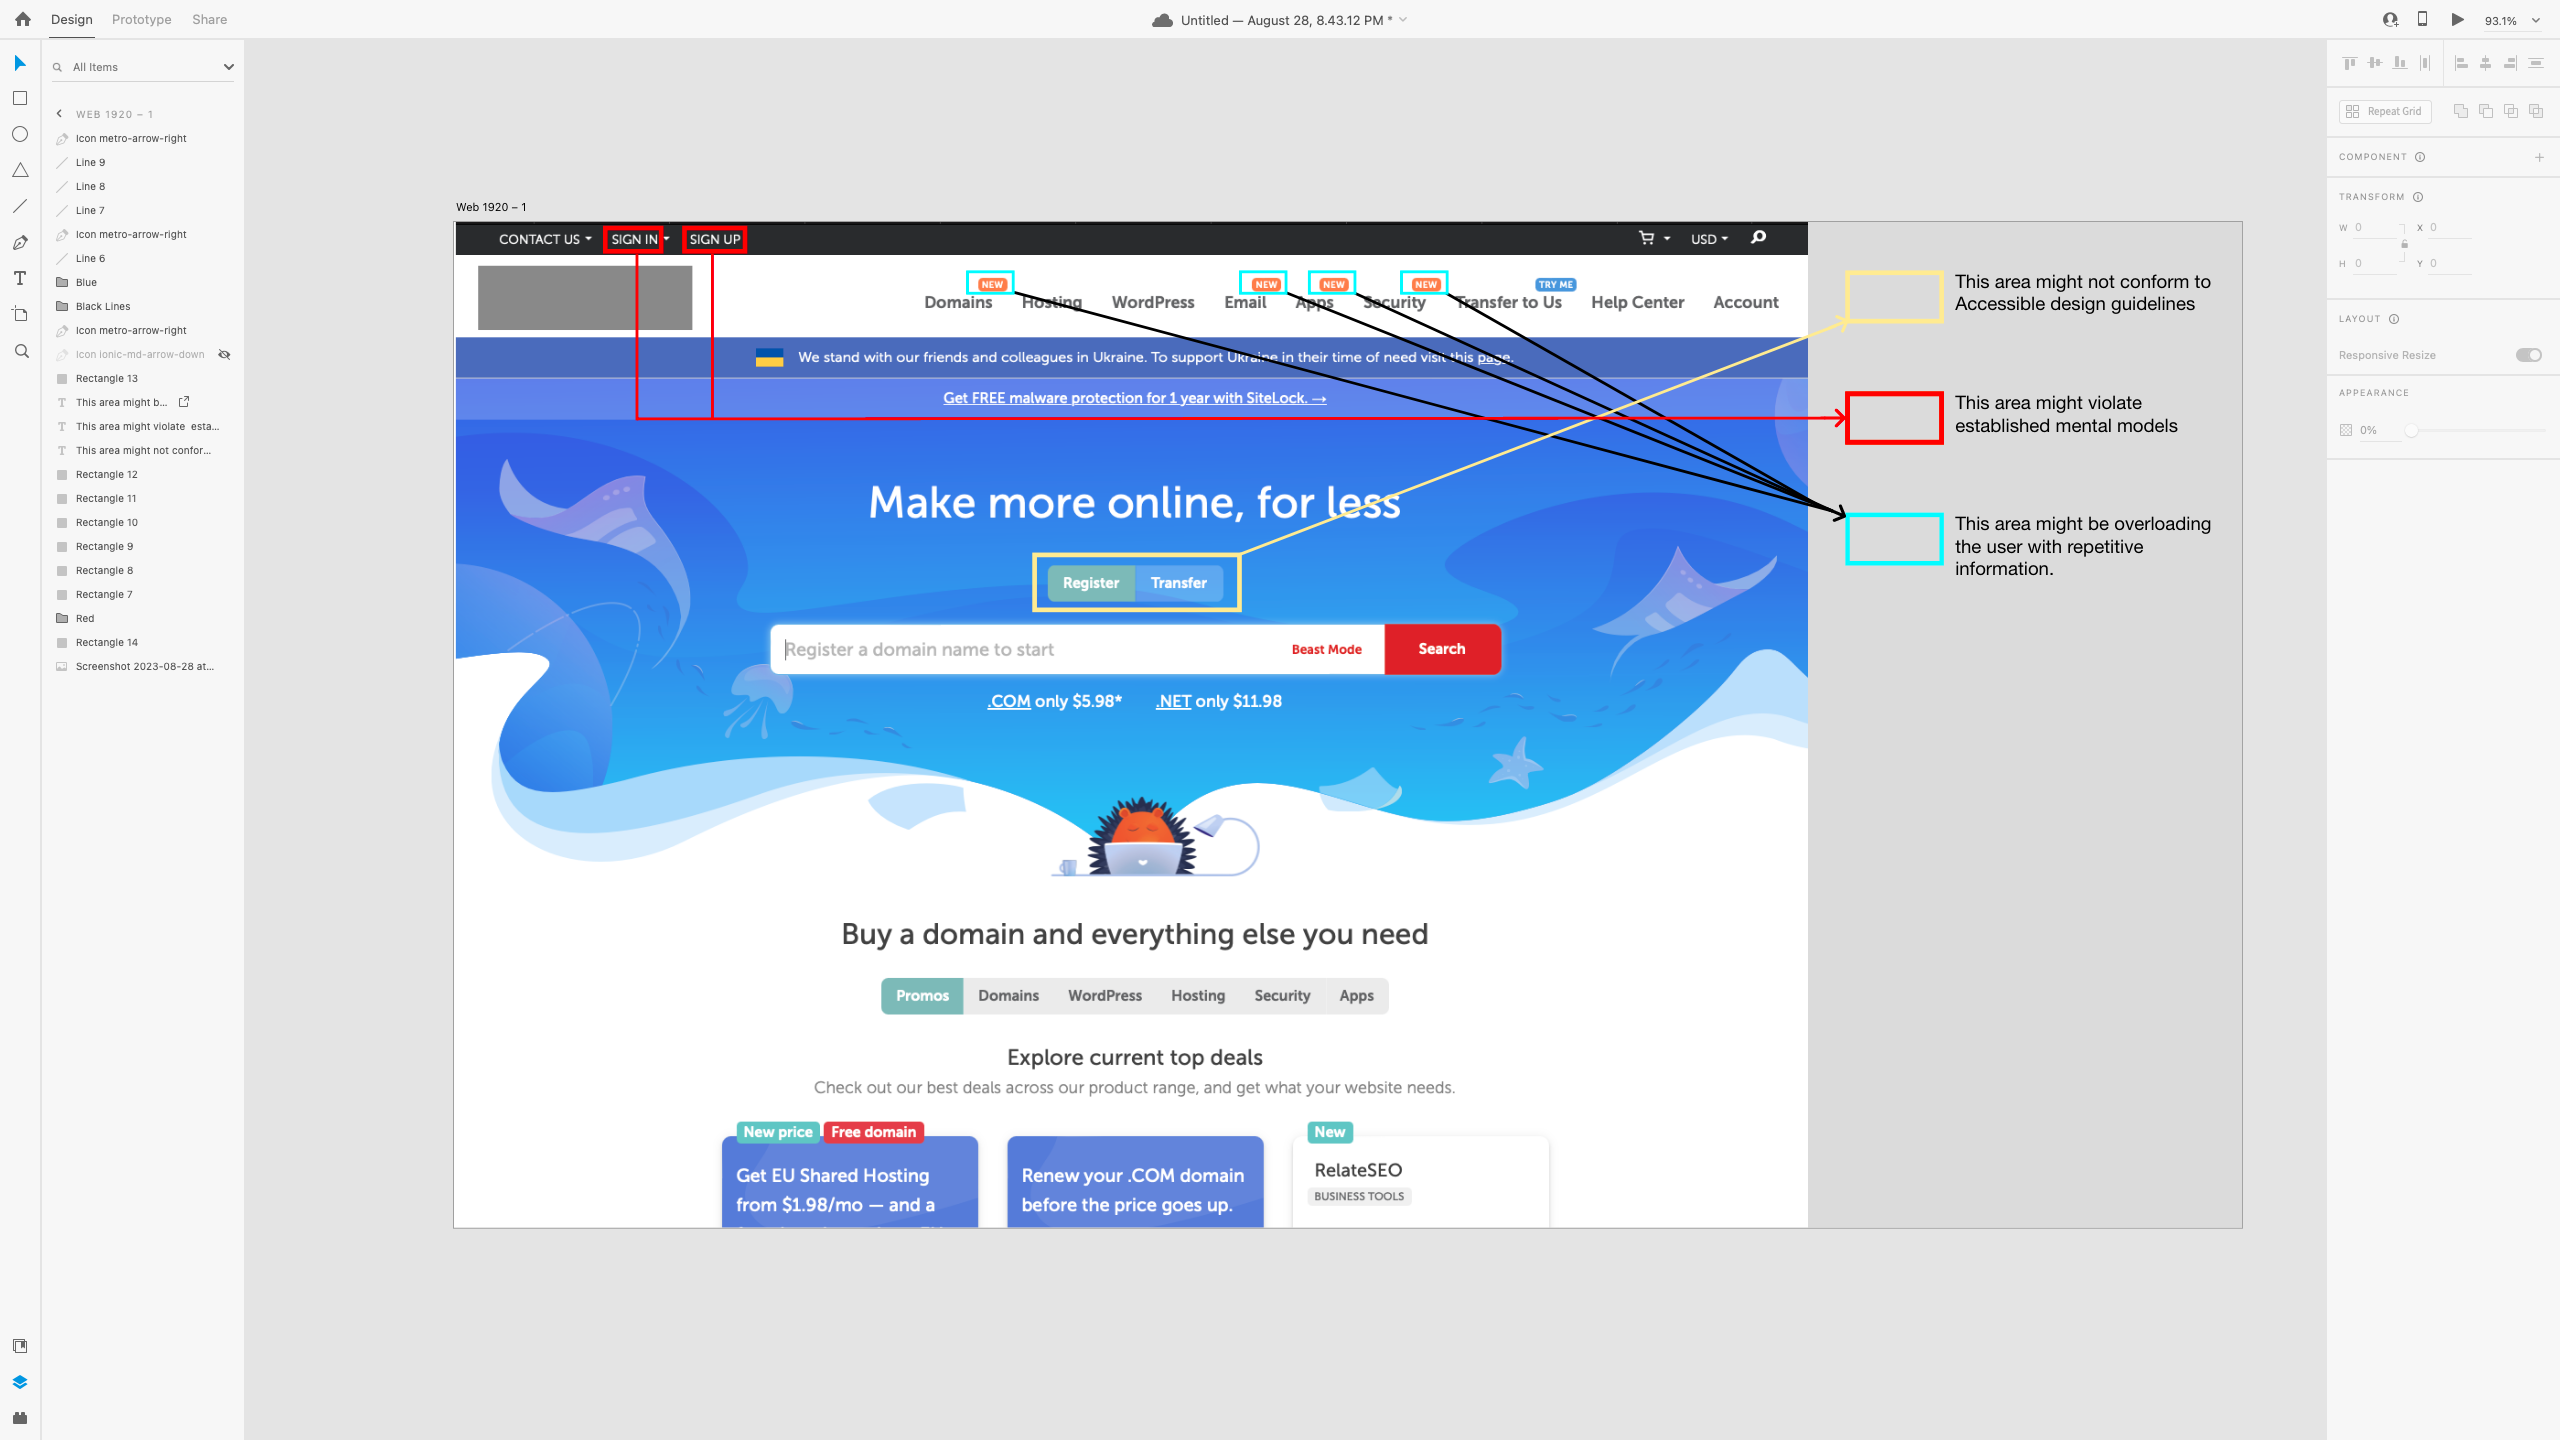 Design Prototype Share
Untitled — August 28, 8.43.12 PM *
93.1%
All Items
WEB 1920 – 1
Icon metro-arrow-right
Line 9
Line 8
Line 7
Icon metro-arrow-right
Line 6
Blue
Black Lines
Icon metro-arrow-right
Icon ionic-md-arrow-down
Rectangle 13
This area might b...
This area might violate esta...
This area might not confor...
Rectangle 12
Rectangle 11
Rectangle 10
Rectangle 9
Rectangle 8
Rectangle 7
Red
Rectangle 14
Screenshot 2023-08-28 at...
Web 1920 – 1
CONTACT US SIGN IN SIGN UP
USD
NEW NEW NEW NEW TRY ME
Domains Hosting WordPress Email Apps Security Transfer to Us Help Center Account
We stand with our friends and colleagues in Ukraine. To support Ukraine in their time of need visit this page.
Get FREE malware protection for 1 year with SiteLock. →
Make more online, for less
Register Transfer
Register a domain name to start Beast Mode Search
.COM only $5.98* .NET only $11.98
Buy a domain and everything else you need
Promos Domains WordPress Hosting Security Apps
Explore current top deals
Check out our best deals across our product range, and get what your website needs.
New price Free domain
Get EU Shared Hosting
from $1.98/mo — and a
Renew your .COM domain
before the price goes up.
New
RelateSEO
BUSINESS TOOLS
This area might not conform to
Accessible design guidelines
This area might violate
established mental models
This area might be overloading
the user with repetitive
information.
Repeat Grid
COMPONENT
TRANSFORM
W 0 X 0
H 0 Y 0
LAYOUT
Responsive Resize
APPEARANCE
0%